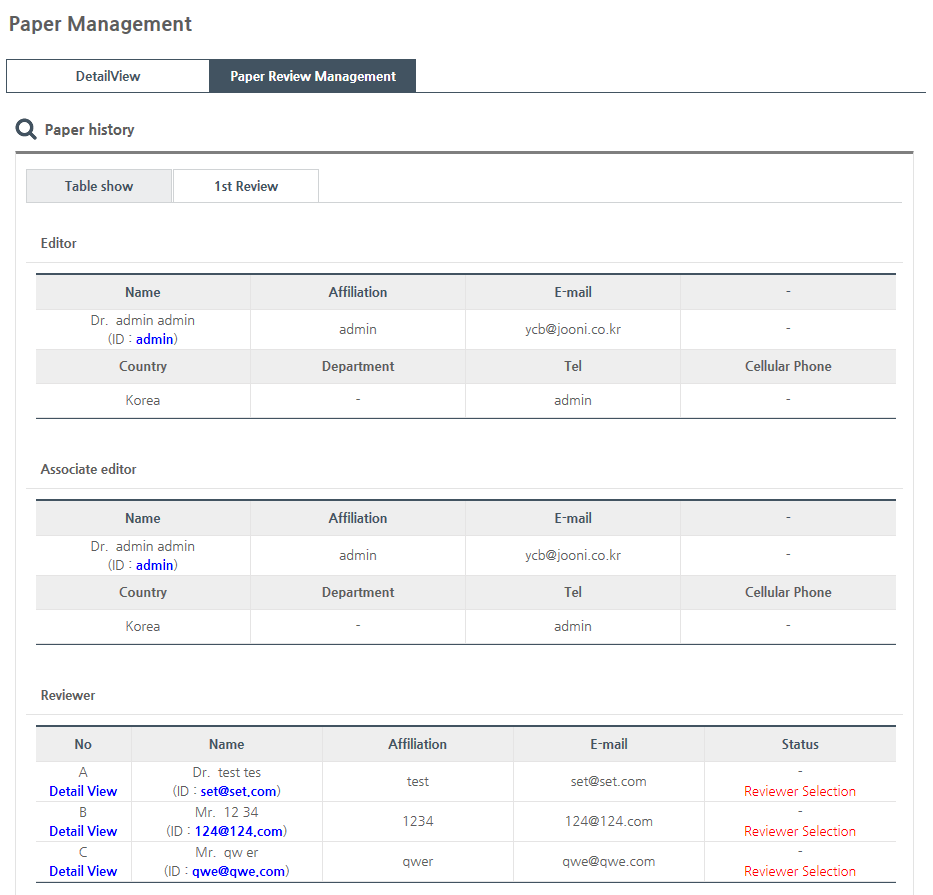 Paper Management
DetailView Paper Review Management
Paper history
Table show 1st Review
Editor
Name Affiliation E-mail -
Dr. admin admin
(ID : admin) admin ycb@jooni.co.kr -
Country Department Tel Cellular Phone
Korea - admin -
Associate editor
Name Affiliation E-mail -
Dr. admin admin
(ID : admin) admin ycb@jooni.co.kr -
Country Department Tel Cellular Phone
Korea - admin -
Reviewer
No Name Affiliation E-mail Status
A Dr. test tes -
Detail View (ID : set@set.com) test set@set.com Reviewer Selection
B Mr. 12 34 -
Detail View (ID : 124@124.com) 1234 124@124.com Reviewer Selection
C Mr. qw er -
Detail View (ID : qwe@qwe.com) qwer qwe@qwe.com Reviewer Selection